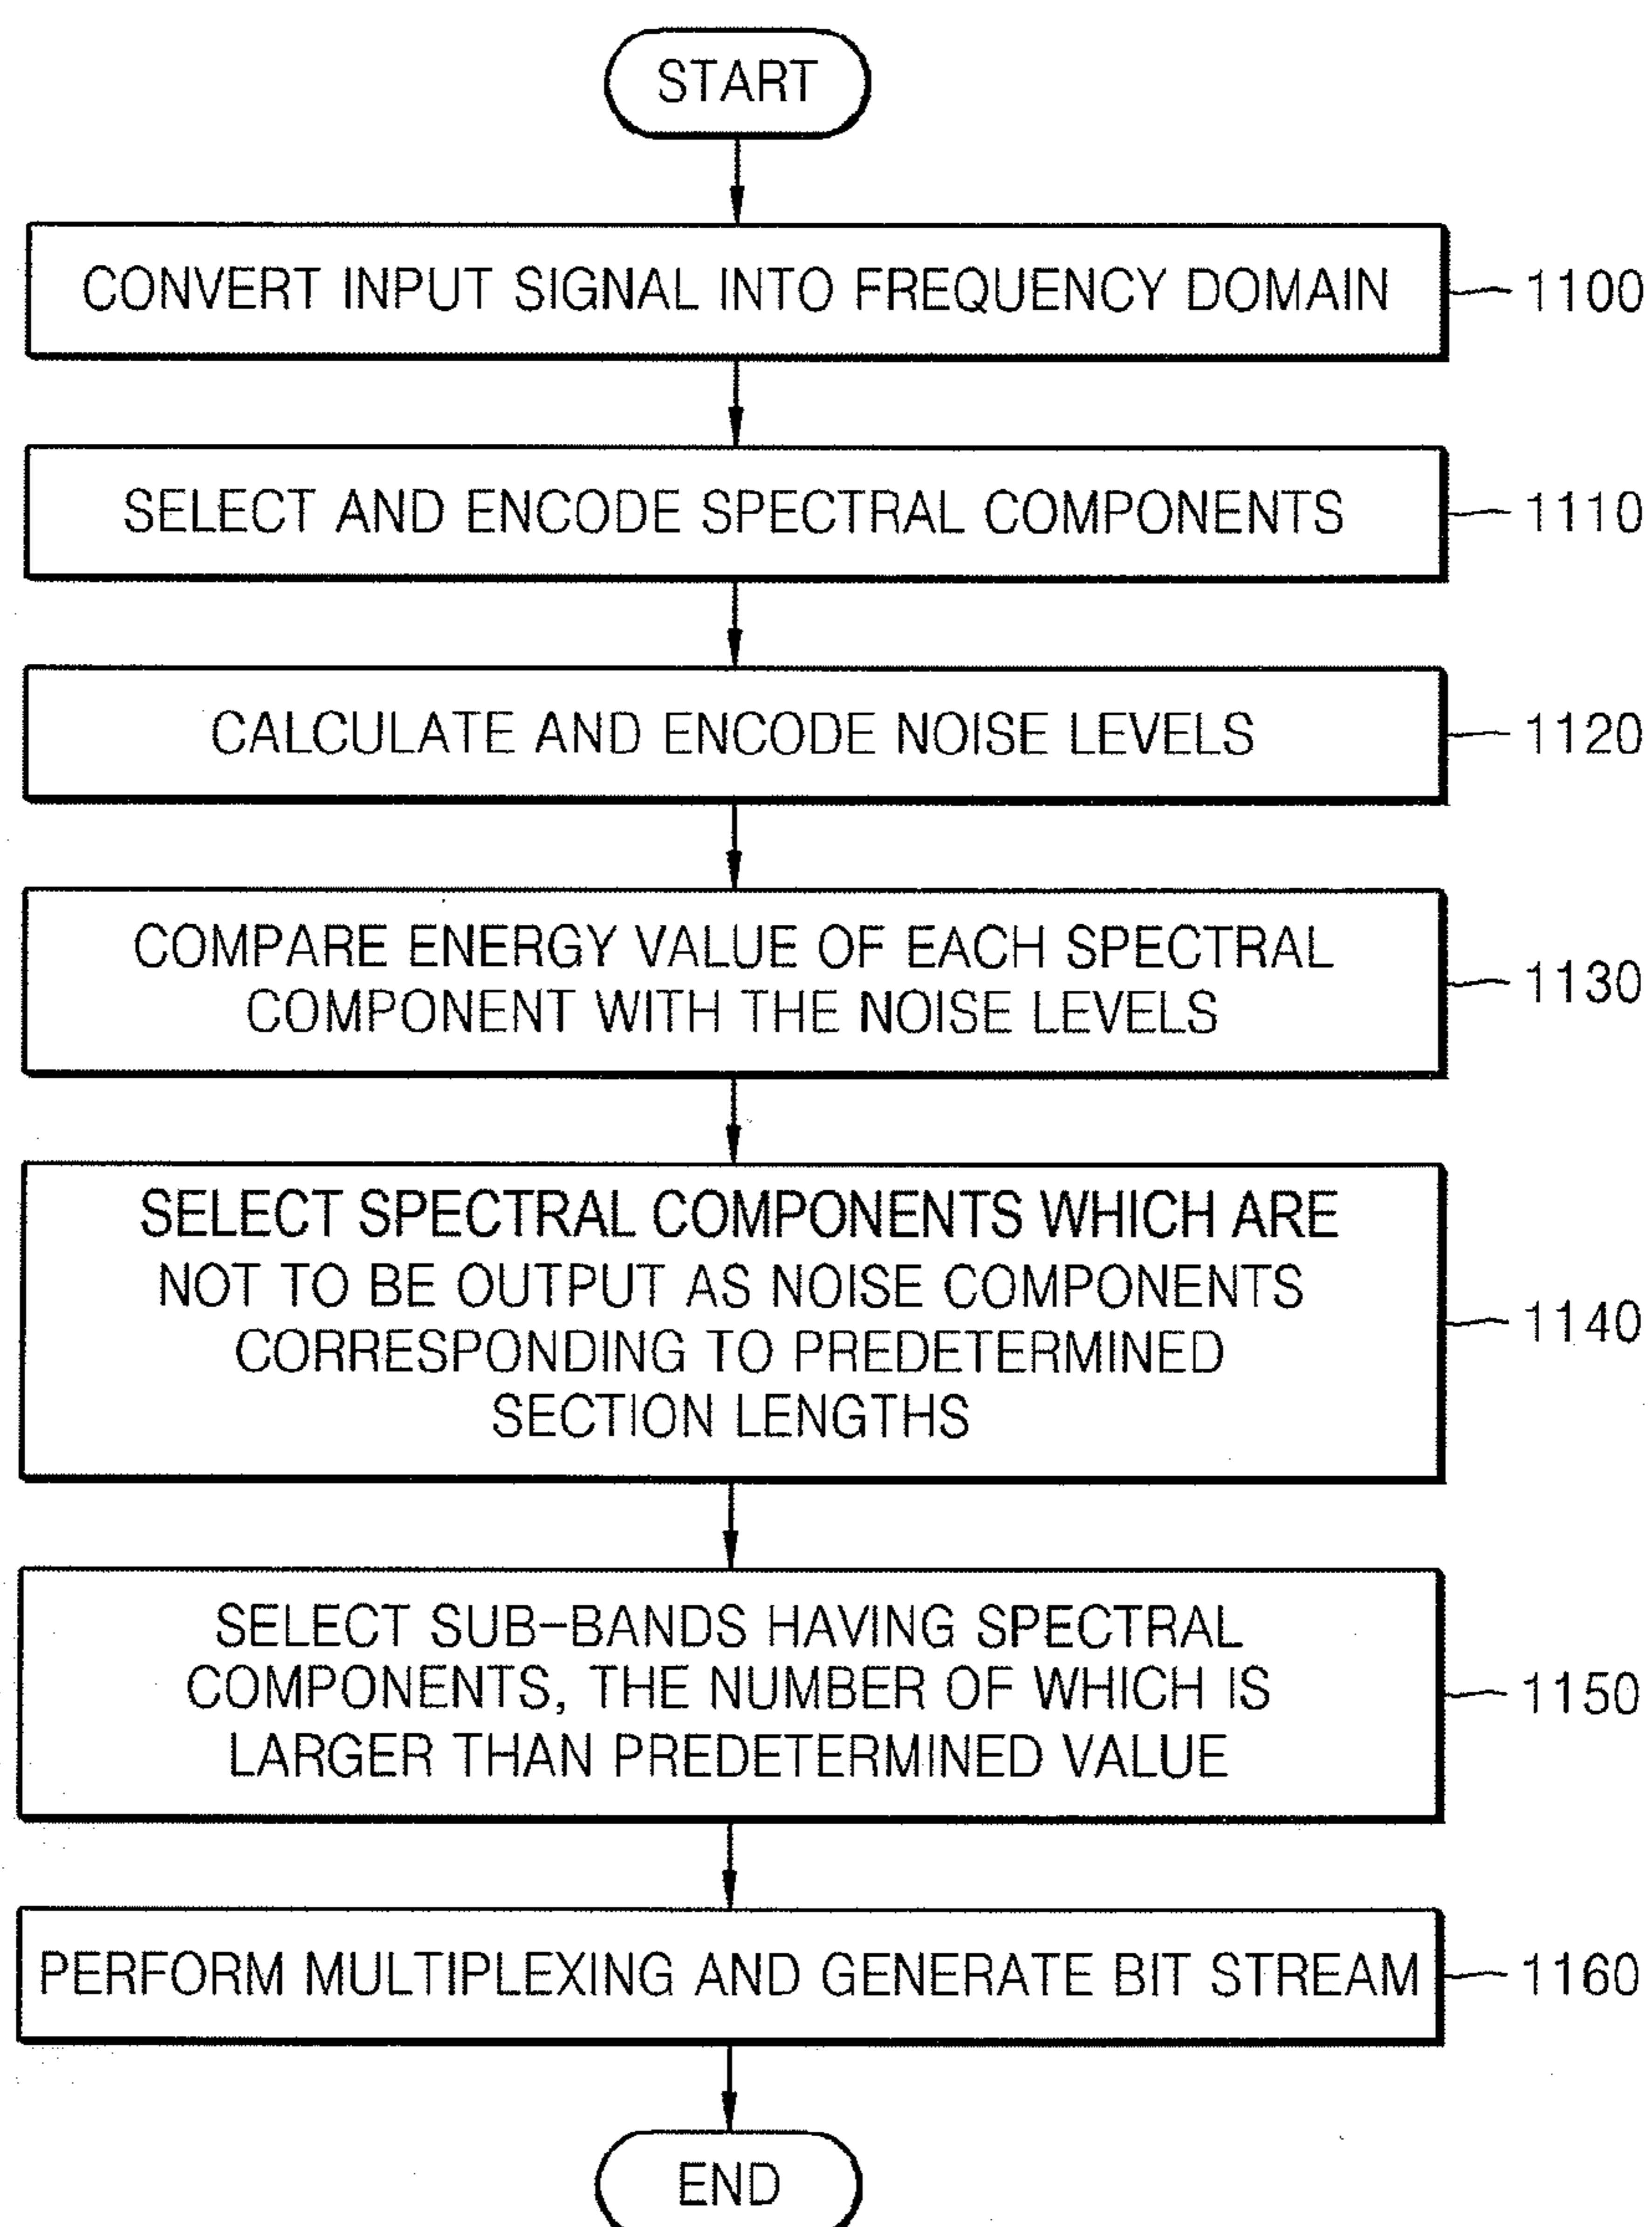 START
CONVERT INPUT SIGNAL INTO FREQUENCY DOMAIN
1100
SELECT AND ENCODE SPECTRAL COMPONENTS
1110
CALCULATE AND ENCODE NOISE LEVELS
1120
COMPARE ENERGY VALUE OF EACH SPECTRAL
COMPONENT WITH THE NOISE LEVELS
1130
SELECT SPECTRAL COMPONENTS WHICH ARE
NOT TO BE OUTPUT AS NOISE COMPONENTS
CORRESPONDING TO PREDETERMINED
SECTION LENGTHS
1140
SELECT SUB-BANDS HAVING SPECTRAL
COMPONENTS, THE NUMBER OF WHICH IS
LARGER THAN PREDETERMINED VALUE
1150
PERFORM MULTIPLEXING AND GENERATE BIT STREAM
1160
END